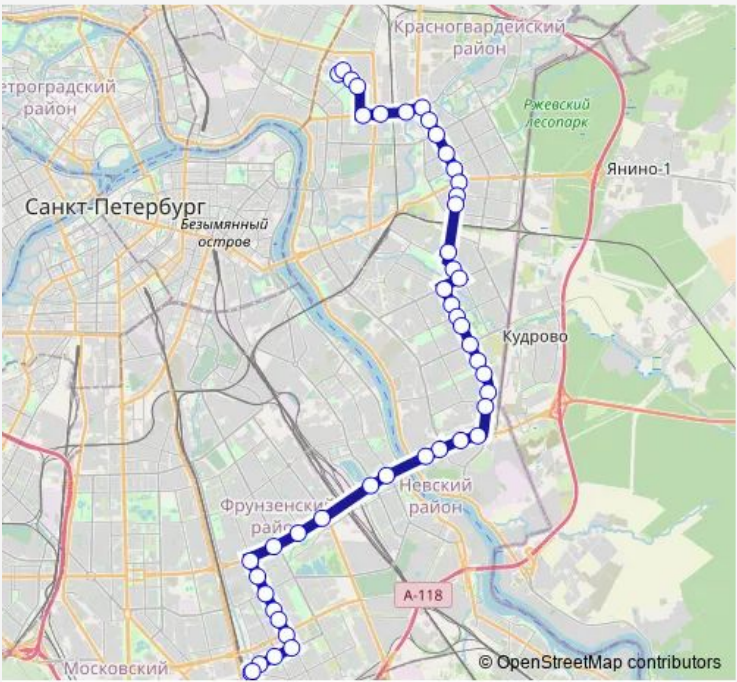 Красногвардейский
район
етроградский
район
Ржевский
лесопарк
Янино-1
Санкт-Петербург
Безымянный
остров
Кудрово
Невский
район
Фрунзенский
район
А-118
Московский
© OpenStreetMap contributors